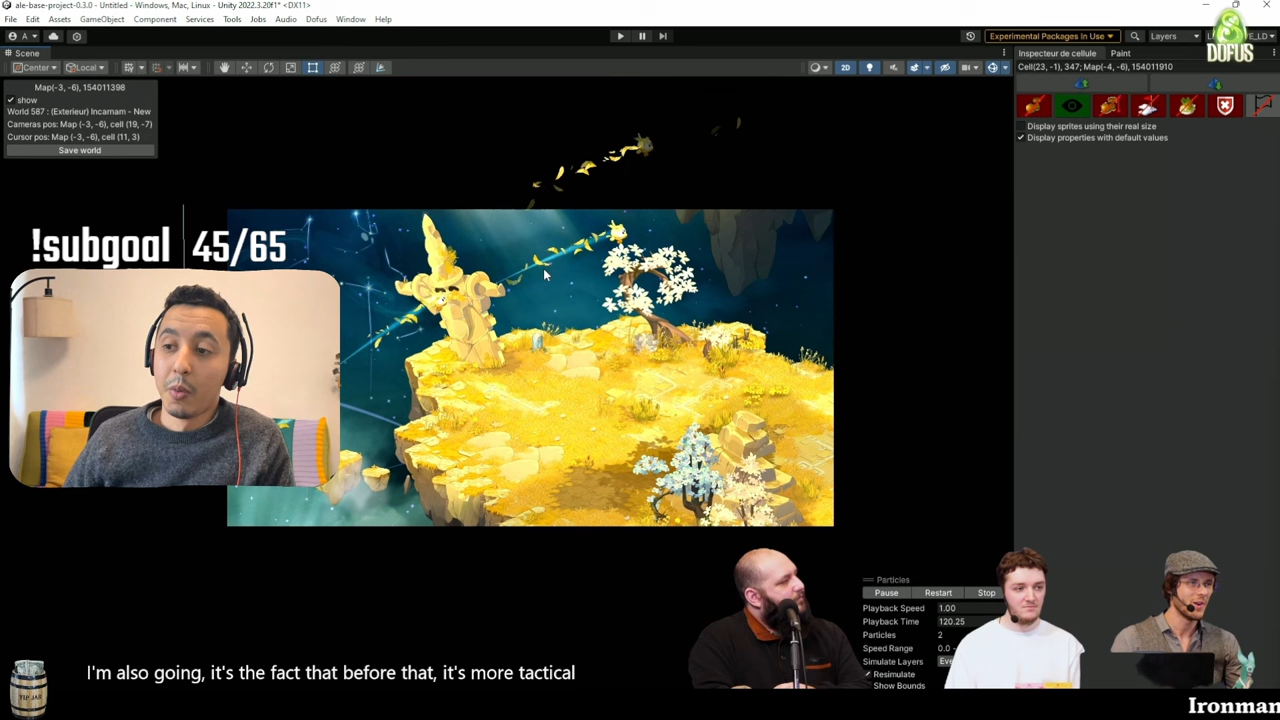 ale-base-project-0.3.0 - Untitled - Windows, Mac, Linux - Unity 2022.3.20f1* <DX11>
File Edit Assets GameObject Component Services Tools Jobs Audio Dofus Window Help
A
Experimental Packages In Use
Layers
DOFUS
Scene
Inspecteur de cellule Paint
Center Local
2D
Cell(23, -1), 347; Map(-4, -6), 154011910
Map(-3, -6), 154011398
show
World 587 : (Exterieur) Incarnam - New
Cameras pos: Map (-3, -6), cell (19, -7)
Cursor pos: Map (-3, -6), cell (11, 3)
Save world
Display sprites using their real size
Display properties with default values
!subgoal 45/65
Particles
Pause Restart Stop
Playback Speed 1.00
Playback Time 120.25
Particles 2
Speed Range 0.0 -
Simulate Layers
Resimulate
Show Bounds
I'm also going, it's the fact that before that, it's more tactical
TIP JAR
Ironman